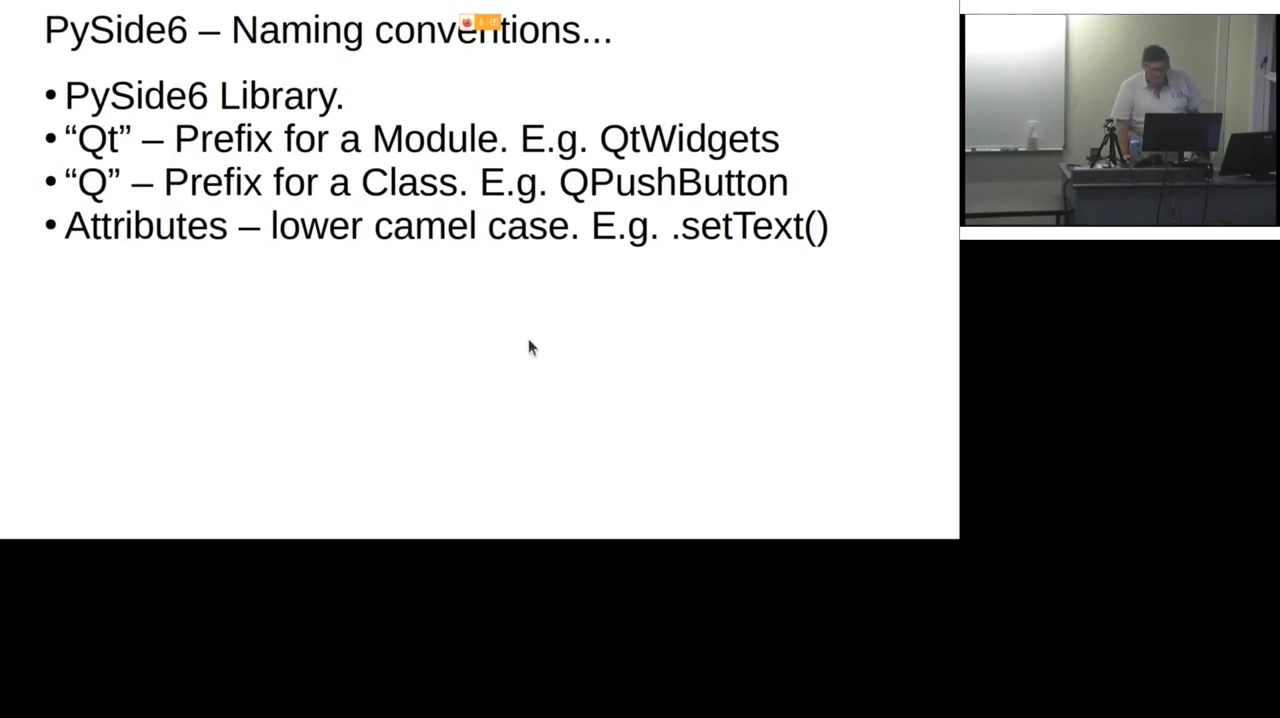 PySide6 – Naming conventions...
• PySide6 Library.
• “Qt” – Prefix for a Module. E.g. QtWidgets
• “Q” – Prefix for a Class. E.g. QPushButton
• Attributes – lower camel case. E.g. .setText()